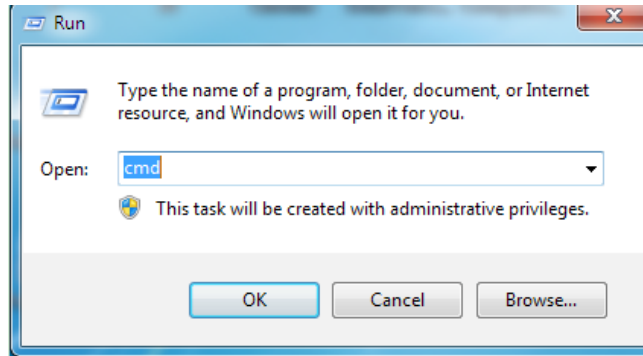 Run
Type the name of a program, folder, document, or Internet
resource, and Windows will open it for you.
Open: cmd
This task will be created with administrative privileges.
OK Cancel Browse...